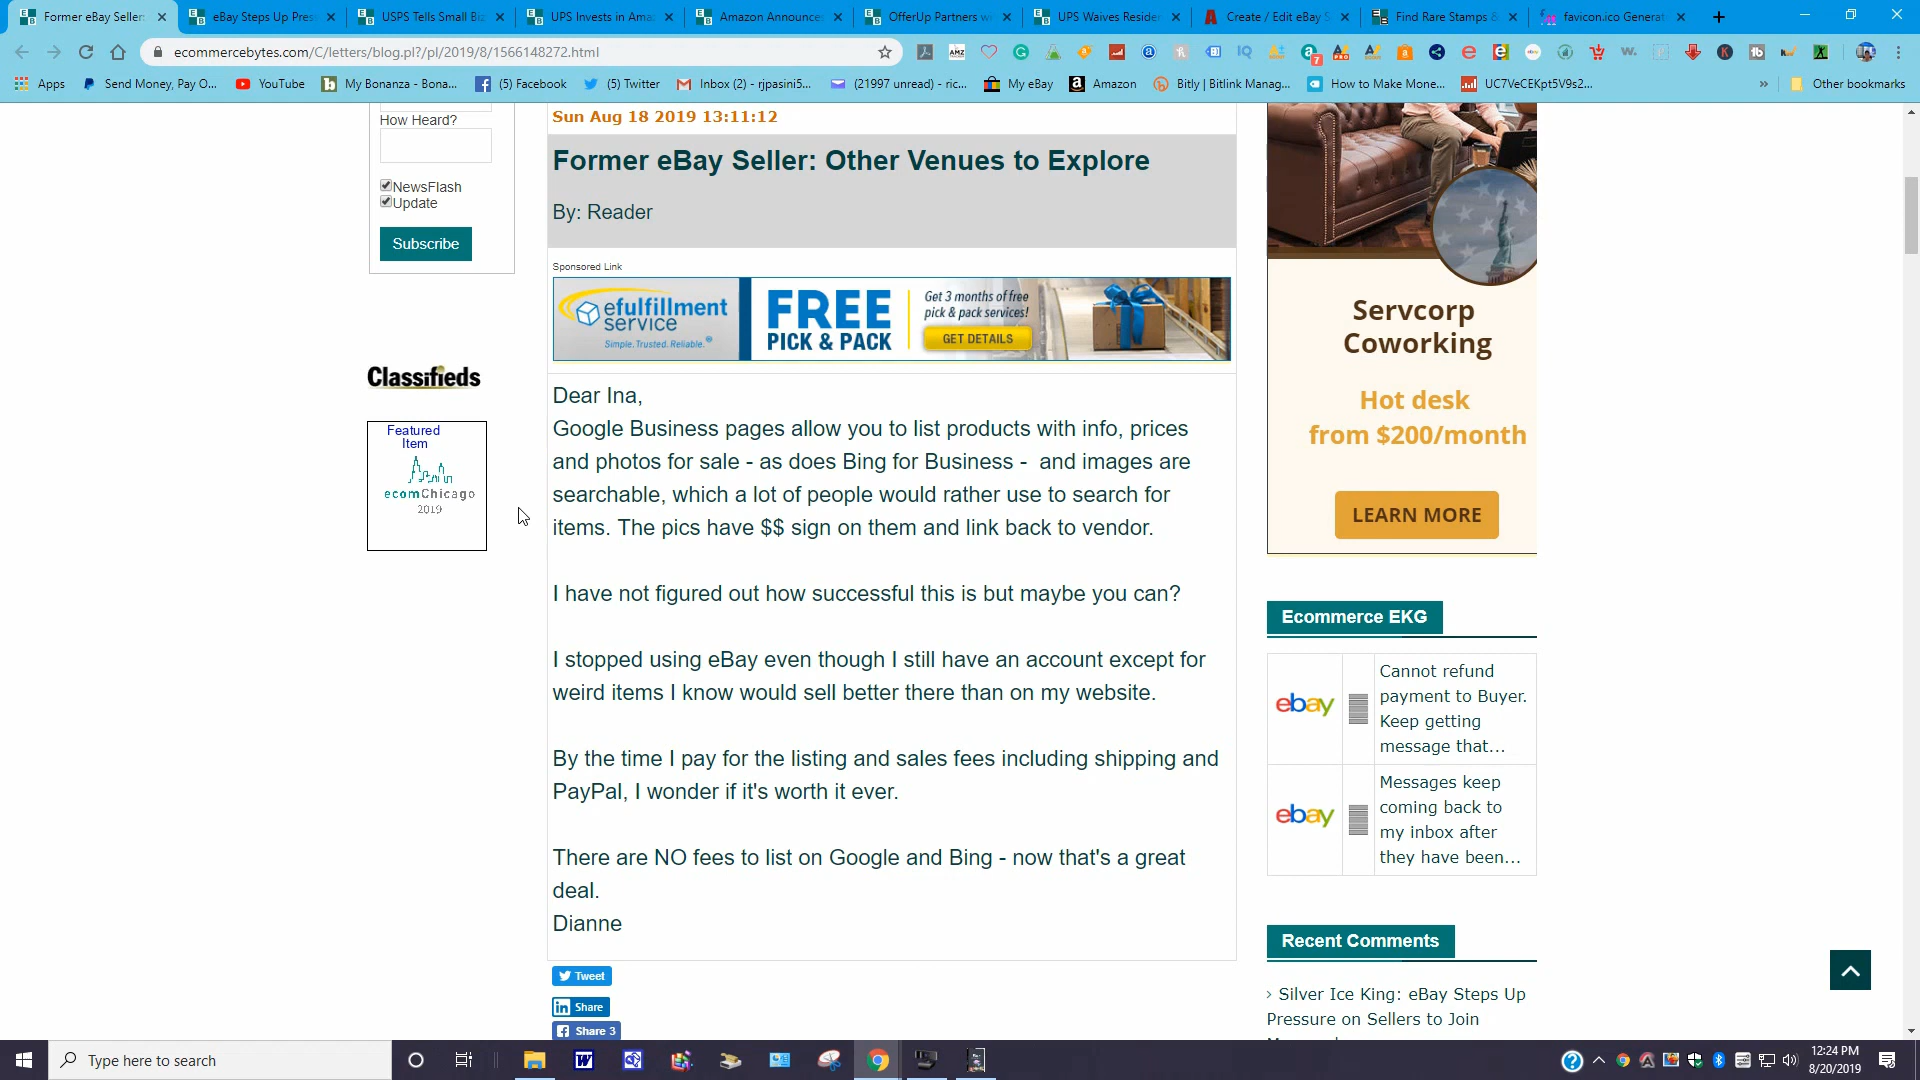 Former eBay Seller:
eBay Steps Up Pres
USPS Tells Small Biz
UPS Invests in Ama
Amazon Announce
OfferUp Partners wi
UPS Waives Reside
Create / Edit eBay S
Find Rare Stamps &
favicon.ico Generat
ecommercebytes.com/C/letters/blog.pl?/pl/2019/8/1566148272.html
Apps
Send Money, Pay O...
YouTube
My Bonanza - Bona...
(5) Facebook
(5) Twitter
Inbox (2) - rjpasini5...
(21997 unread) - ric...
My eBay
Amazon
Bitly | Bitlink Manag...
How to Make Mone...
UC7VeCEKpt5V9s2...
»
Other bookmarks
How Heard?
NewsFlash
Update
Subscribe
Classifieds
Featured
Item
ecomChicago
2019
Sun Aug 18 2019 13:11:12
Former eBay Seller: Other Venues to Explore
By: Reader
Sponsored Link
efulfillment
service
Simple. Trusted. Reliable.®
FREE
PICK & PACK
Get 3 months of free
pick & pack services!
GET DETAILS
Dear Ina,
Google Business pages allow you to list products with info, prices
and photos for sale - as does Bing for Business -  and images are
searchable, which a lot of people would rather use to search for
items. The pics have $$ sign on them and link back to vendor.
I have not figured out how successful this is but maybe you can?
I stopped using eBay even though I still have an account except for
weird items I know would sell better there than on my website.
By the time I pay for the listing and sales fees including shipping and
PayPal, I wonder if it's worth it ever.
There are NO fees to list on Google and Bing - now that's a great
deal.
Dianne
Tweet
Share
Share 3
Servcorp
Coworking
Hot desk
from $200/month
LEARN MORE
Ecommerce EKG
ebay
Cannot refund
payment to Buyer.
Keep getting
message that...
ebay
Messages keep
coming back to
my inbox after
they have been...
Recent Comments
› Silver Ice King: eBay Steps Up
Pressure on Sellers to Join
Type here to search
12:24 PM
8/20/2019